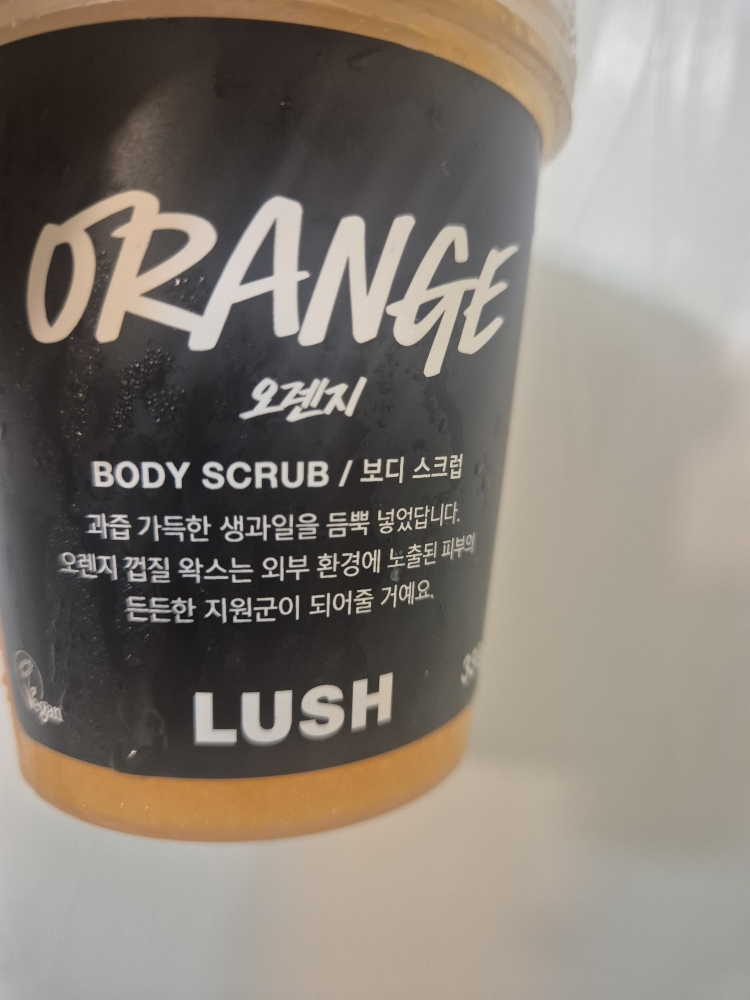 ORANGE
오렌지
BODY SCRUB / 보디 스크럽
과즙 가득한 생과일을 듬뿍 넣었답니다.
오렌지 껍질 왁스는 외부 환경에 노출된 피부의
든든한 지원군이 되어줄 거예요.
Vegan
LUSH